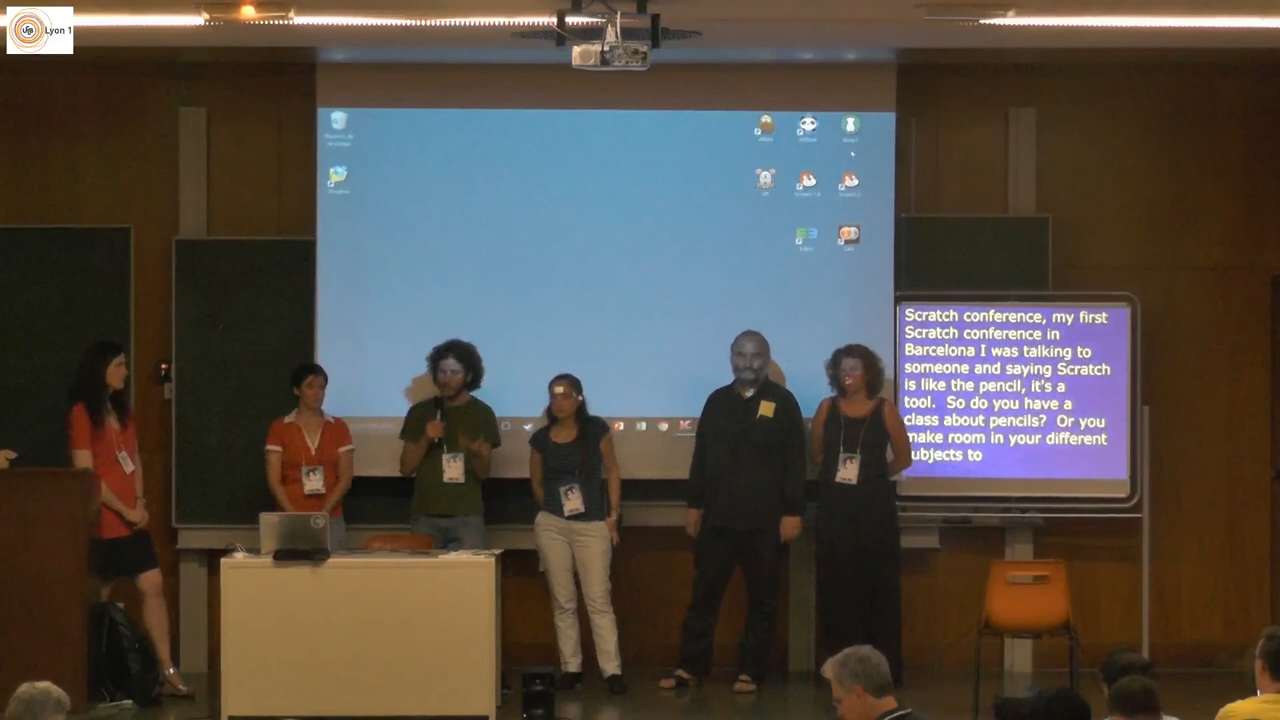 Lyon 1
Scratch conference, my first
Scratch conference in
Barcelona I was talking to
someone and saying Scratch
is like the pencil, it's a
tool.  So do you have a
class about pencils?  Or you
make room in your different
subjects to